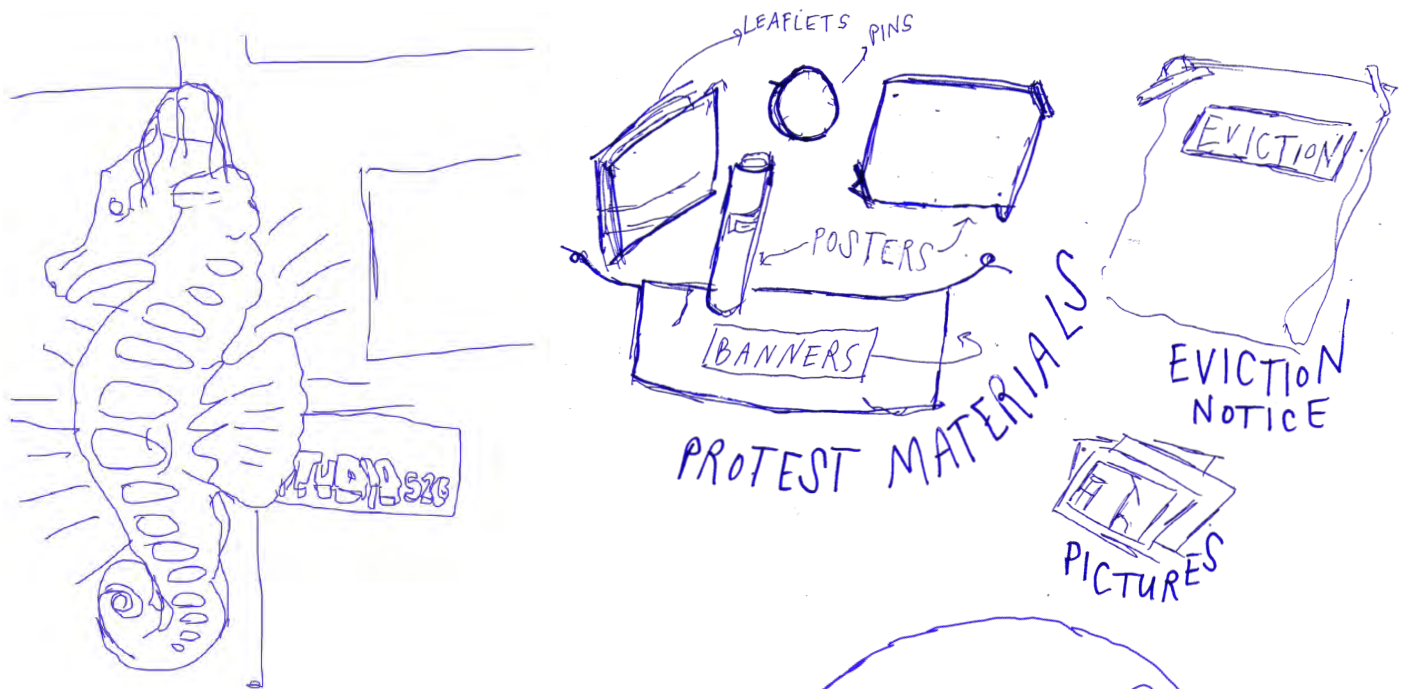 LEAFLETS
PINS
EVICTION
POSTERS
BANNERS
PROTEST MATERIALS
EVICTION
NOTICE
PICTURES